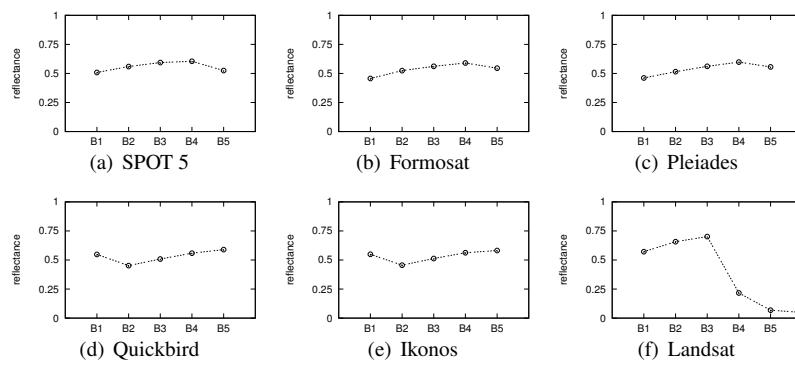 1
0.75
0.5
0.25
0
reflectance
B1 B2 B3 B4 B5
(a) SPOT 5
1
0.75
0.5
0.25
0
reflectance
B1 B2 B3 B4 B5
(b) Formosat
1
0.75
0.5
0.25
0
reflectance
B1 B2 B3 B4 B5
(c) Pleiades
1
0.75
0.5
0.25
0
reflectance
B1 B2 B3 B4 B5
(d) Quickbird
1
0.75
0.5
0.25
0
reflectance
B1 B2 B3 B4 B5
(e) Ikonos
1
0.75
0.5
0.25
0
reflectance
B1 B2 B3 B4 B5
(f) Landsat